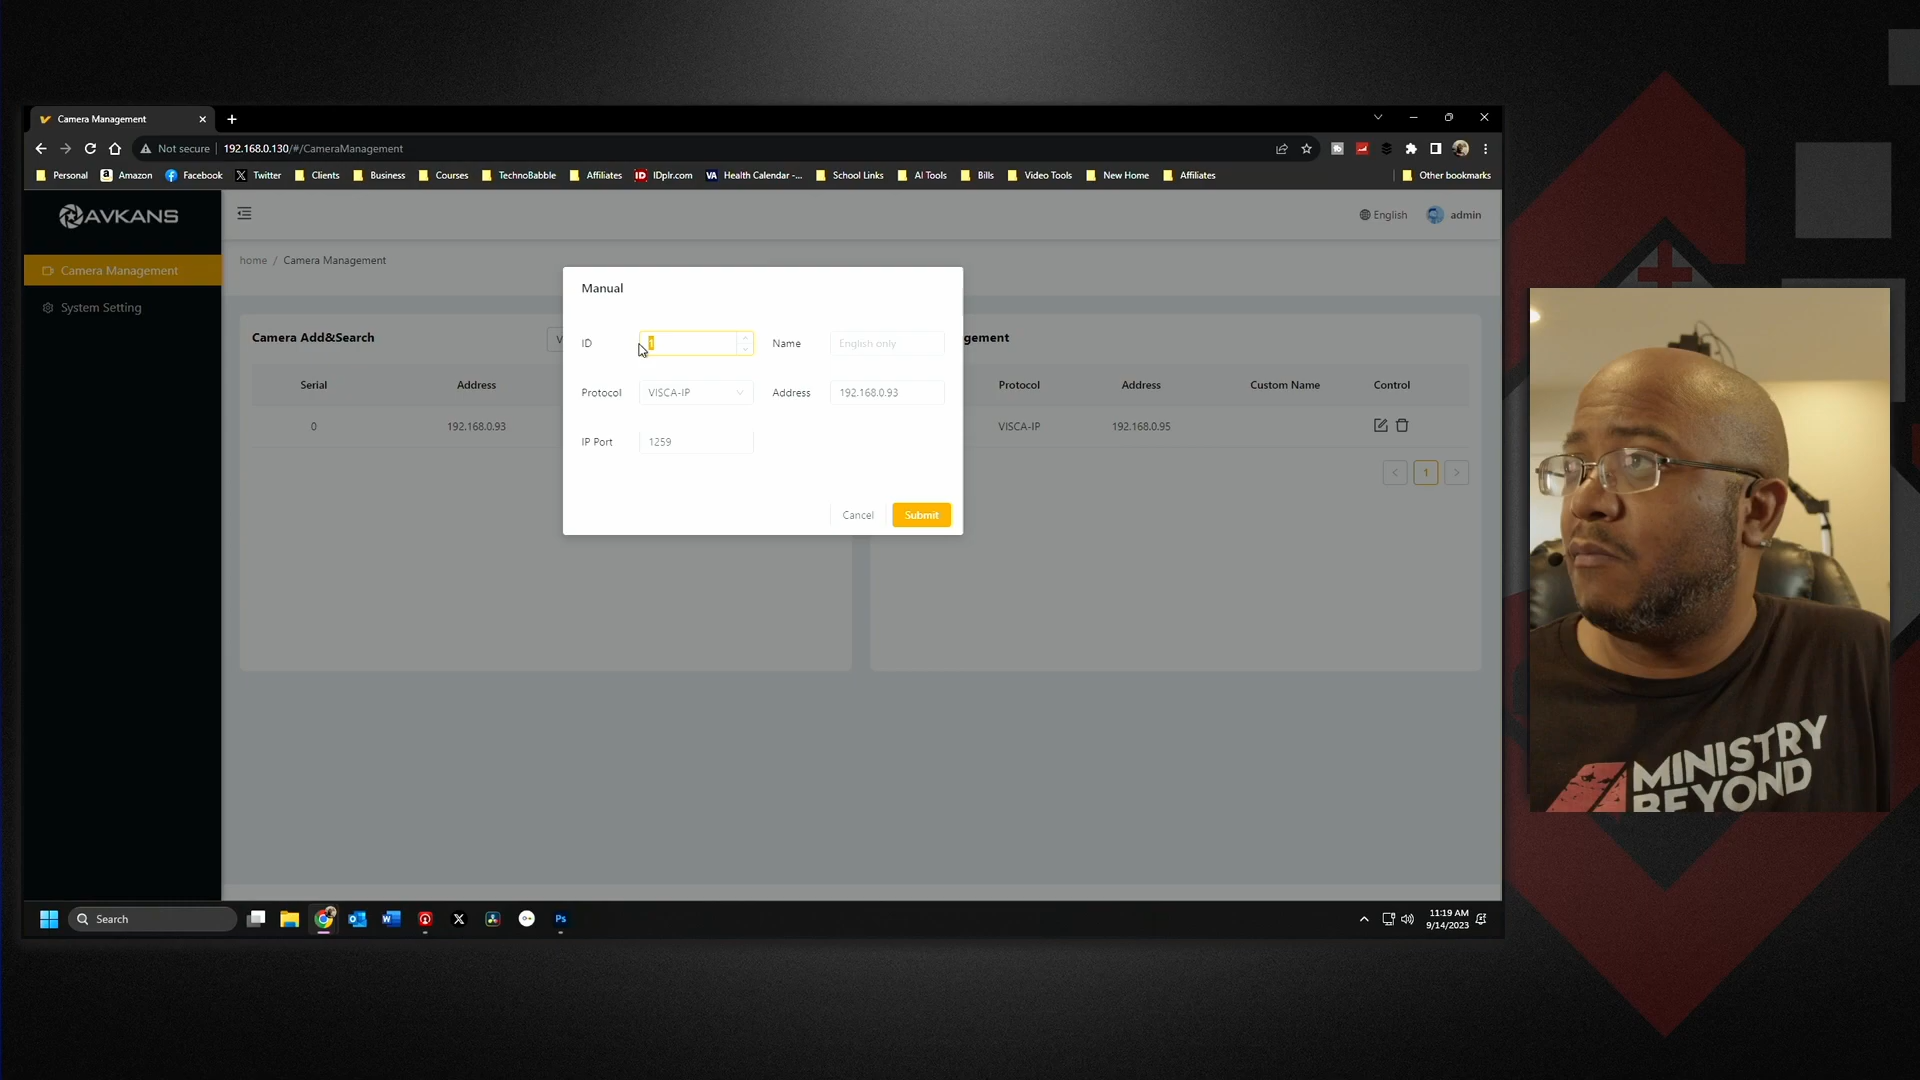 Camera Management
Not secure 192.168.0.130/#/CameraManagement
Personal Amazon Facebook Twitter Clients Business Courses TechnoBabble Affiliates IDplr.com Health Calendar -... School Links AI Tools Bills Video Tools New Home Affiliates Other bookmarks
AVKANS
English admin
Camera Management
System Setting
home / Camera Management
Manual
Camera Add&Search
V
gement
ID 1 Name English only
Serial Address
Protocol Address Custom Name Control
Protocol VISCA-IP Address 192.168.0.93
0 192.168.0.93
VISCA-IP 192.168.0.95
IP Port 1259
< 1 >
Cancel Submit
MINISTRY
BEYOND
Search
Ps
11:19 AM
9/14/2023